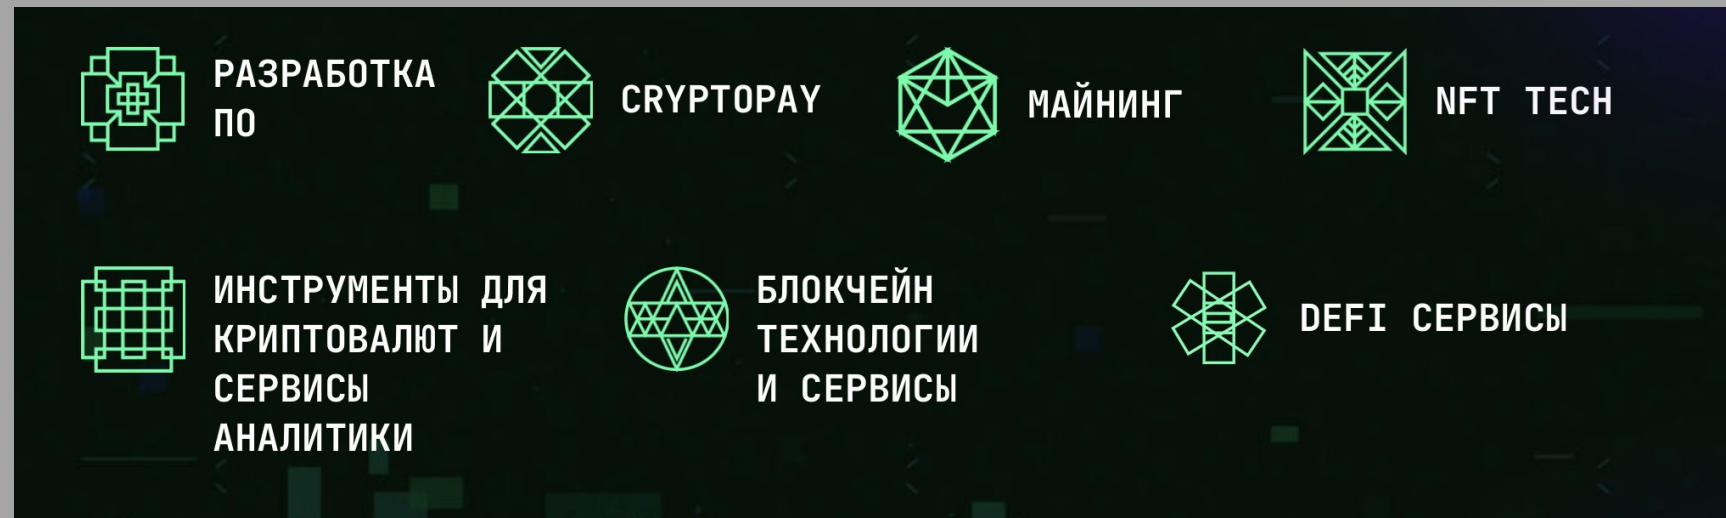 РАЗРАБОТКА
ПО
CRYPTOPAY
МАЙНИНГ
NFT TECH
ИНСТРУМЕНТЫ ДЛЯ
КРИПТОВАЛЮТ И
СЕРВИСЫ
АНАЛИТИКИ
БЛОКЧЕЙН
ТЕХНОЛОГИИ
И СЕРВИСЫ
DEFI СЕРВИСЫ